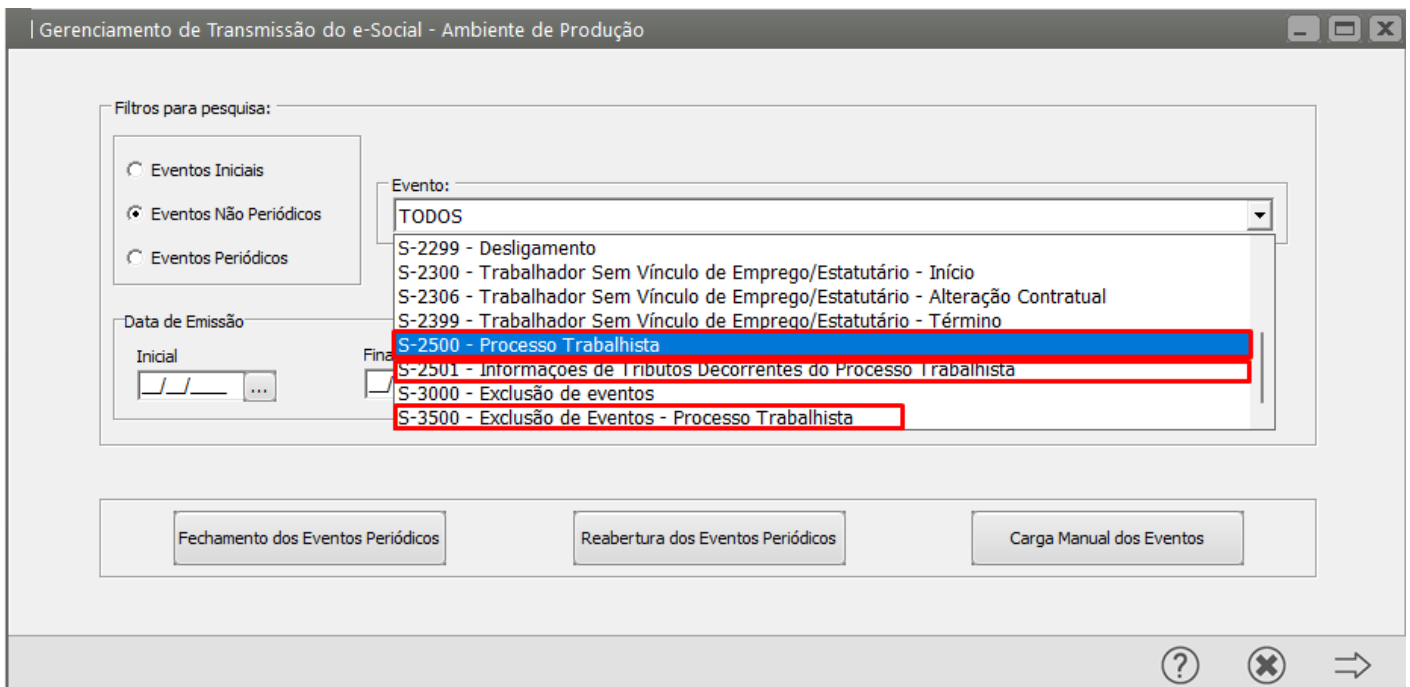 Gerenciamento de Transmissão do e-Social - Ambiente de Produção
Filtros para pesquisa:
Eventos Iniciais
Eventos Não Periódicos
Eventos Periódicos
Evento:
TODOS
S-2299 - Desligamento
S-2300 - Trabalhador Sem Vínculo de Emprego/Estatutário - Início
S-2306 - Trabalhador Sem Vínculo de Emprego/Estatutário - Alteração Contratual
S-2399 - Trabalhador Sem Vínculo de Emprego/Estatutário - Término
S-2500 - Processo Trabalhista
S-2501 - Informações de Tributos Decorrentes do Processo Trabalhista
S-3000 - Exclusão de eventos
S-3500 - Exclusão de Eventos - Processo Trabalhista
Data de Emissão
Inicial
__/__/____ ...
Fechamento dos Eventos Periódicos
Reabertura dos Eventos Periódicos
Carga Manual dos Eventos
?